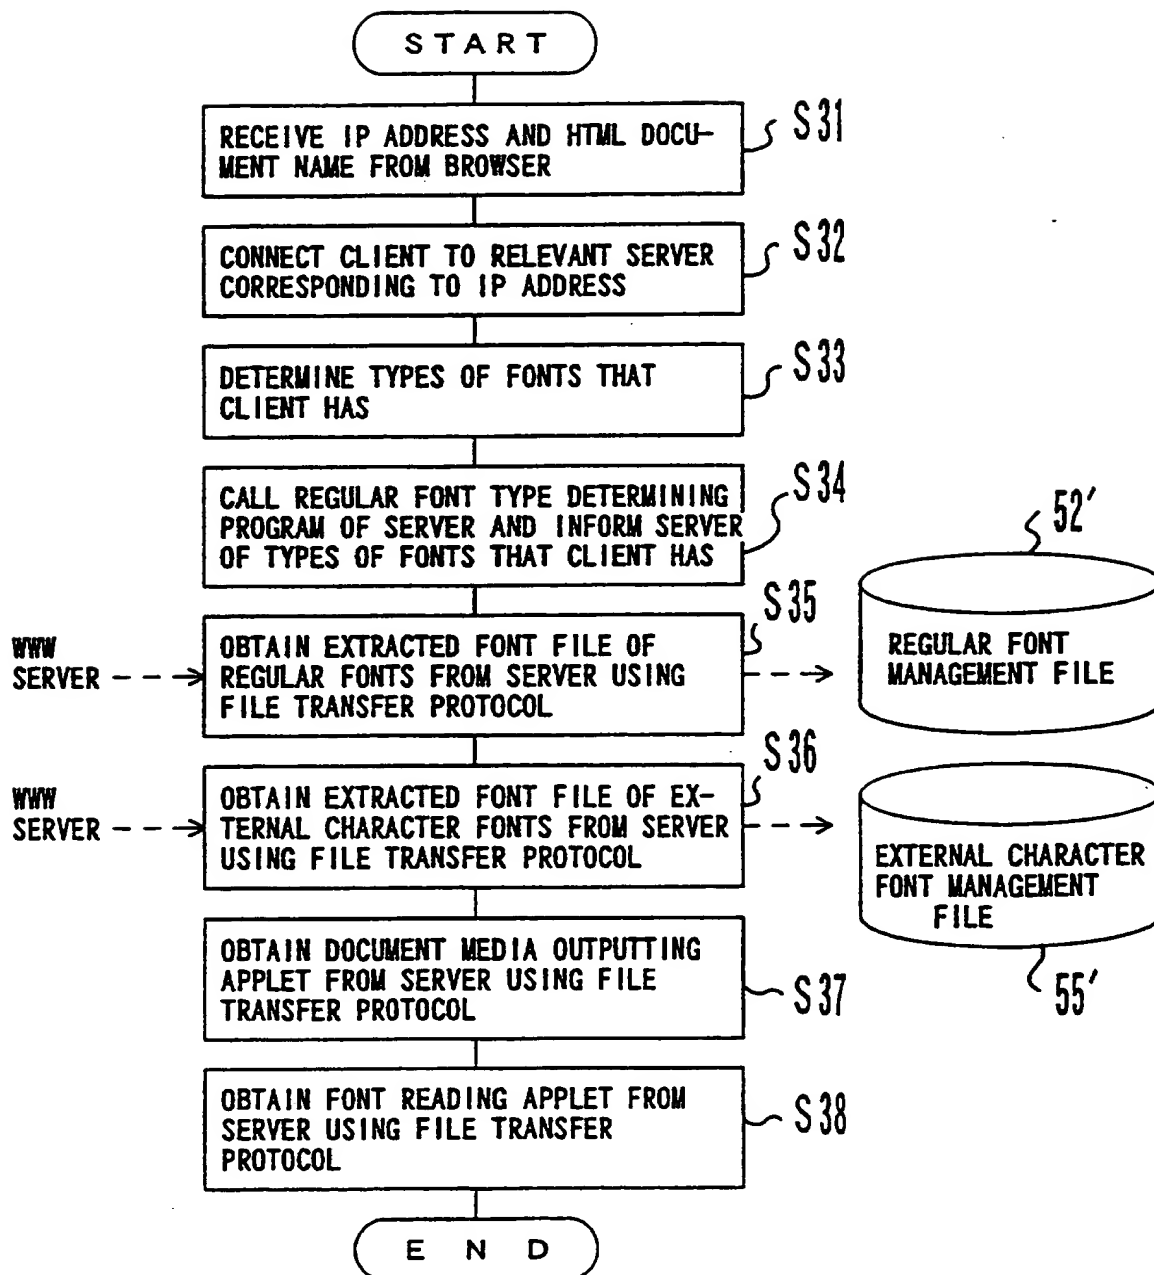 START
RECEIVE IP ADDRESS AND HTML DOCU-
MENT NAME FROM BROWSER
S31
CONNECT CLIENT TO RELEVANT SERVER
CORRESPONDING TO IP ADDRESS
S32
DETERMINE TYPES OF FONTS THAT
CLIENT HAS
S33
CALL REGULAR FONT TYPE DETERMINING
PROGRAM OF SERVER AND INFORM SERVER
OF TYPES OF FONTS THAT CLIENT HAS
S34
WWW
SERVER
OBTAIN EXTRACTED FONT FILE OF
REGULAR FONTS FROM SERVER USING
FILE TRANSFER PROTOCOL
S35
52'
REGULAR FONT
MANAGEMENT FILE
WWW
SERVER
OBTAIN EXTRACTED FONT FILE OF EX-
TERNAL CHARACTER FONTS FROM SERVER
USING FILE TRANSFER PROTOCOL
S36
EXTERNAL CHARACTER
FONT MANAGEMENT
FILE
55'
OBTAIN DOCUMENT MEDIA OUTPUTTING
APPLET FROM SERVER USING FILE
TRANSFER PROTOCOL
S37
OBTAIN FONT READING APPLET FROM
SERVER USING FILE TRANSFER
PROTOCOL
S38
END